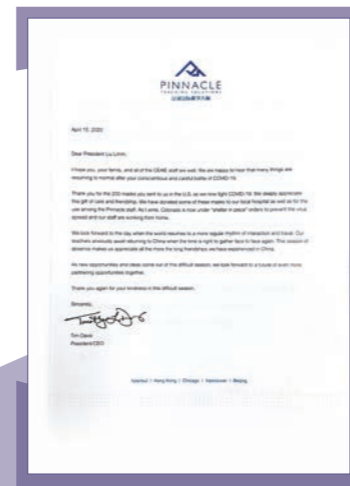 PINNACLE
TEACHING SOLUTIONS
April 15, 2020
Dear President Liu Limin,
I hope you, your family, and all of the CEAIE staff are well. We are happy to hear that many things are
returning to normal after your conscientious and careful battle of COVID-19.
Thank you for the 200 masks you sent to us in the U.S. as we now fight COVID-19. We deeply appreciate
this gift of care and friendship. We have donated some of these masks to our local hospital as well as for the
use among the Pinnacle staff. As I write, Colorado is now under "shelter in place" orders to prevent the virus
spread and our staff are working from home.
We look forward to the day when the world resumes to a more regular rhythm of interaction and travel. Our
teachers anxiously await returning to China when the time is right to gather face to face again. This season of
absence makes us appreciate all the more the long friendships we have experienced in China.
As new opportunities and ideas come out of this difficult season, we look forward to a future of even more
partnering opportunities together.
Thank you again for your kindness in this difficult season.
Sincerely,
Tim Davis
President/CEO
Istanbul | Hong Kong | Chicago | Vancouver | Beijing